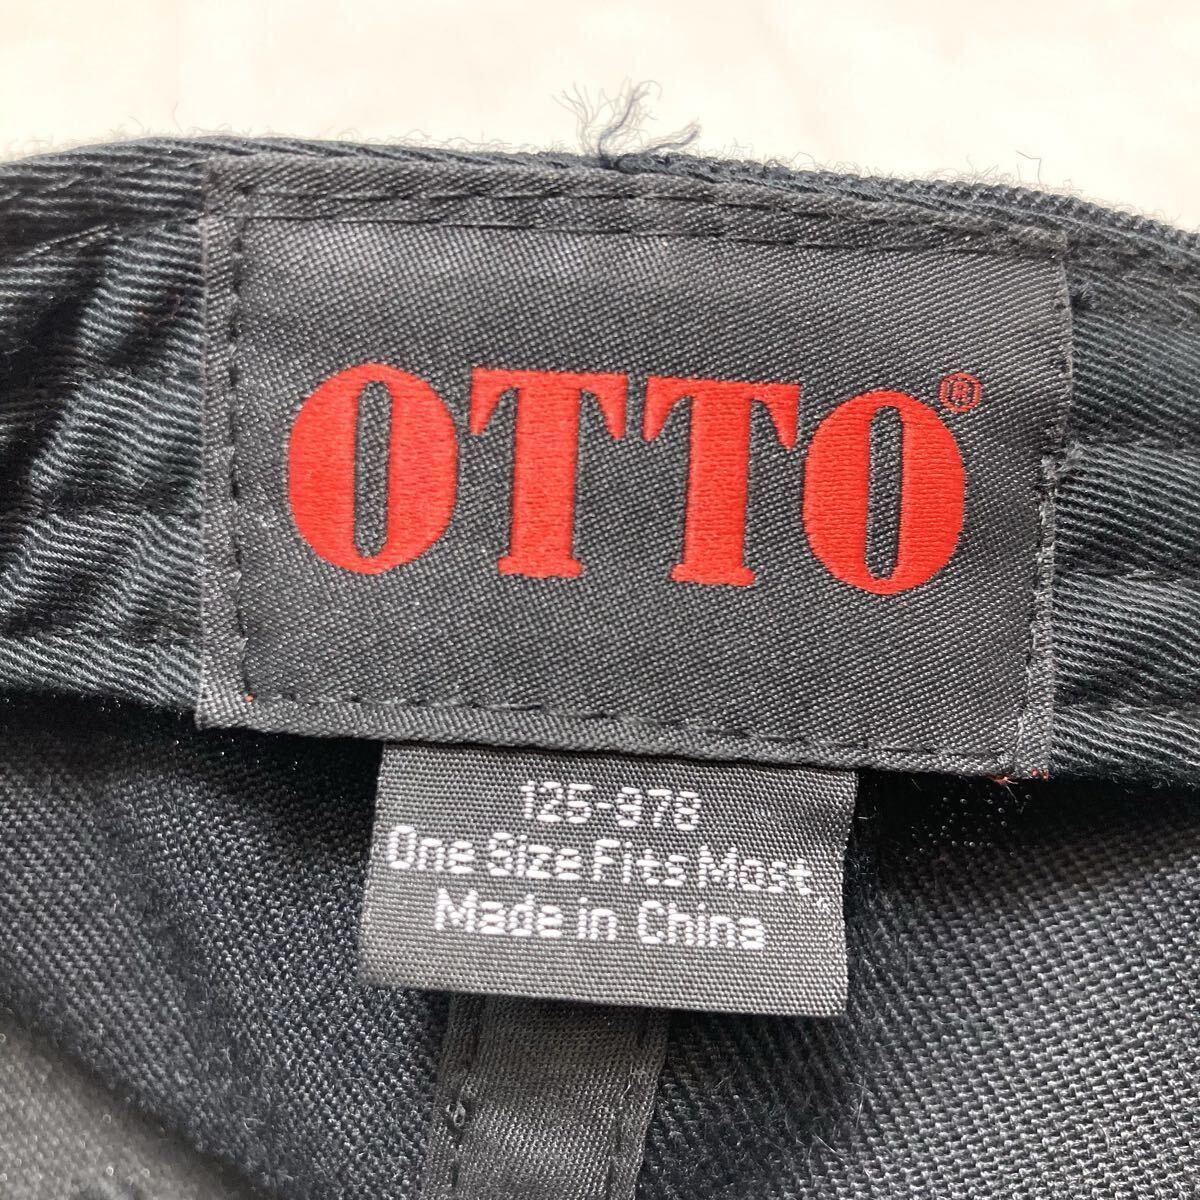 OTTO®
125-978
One Size Fits Most
Made in China